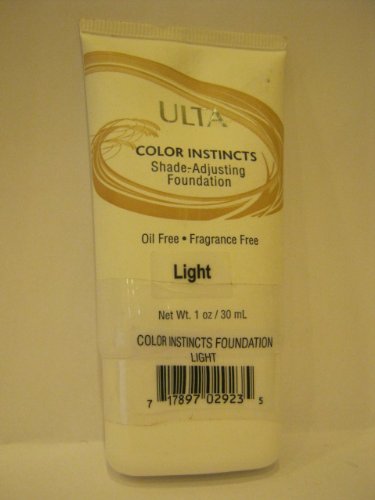 ULTA
COLOR INSTINCTS
Shade-Adjusting
Foundation
Oil Free • Fragrance Free
Light
Net Wt. 1 oz / 30 mL
COLOR INSTINCTS FOUNDATION
LIGHT
7 17897 02923 5